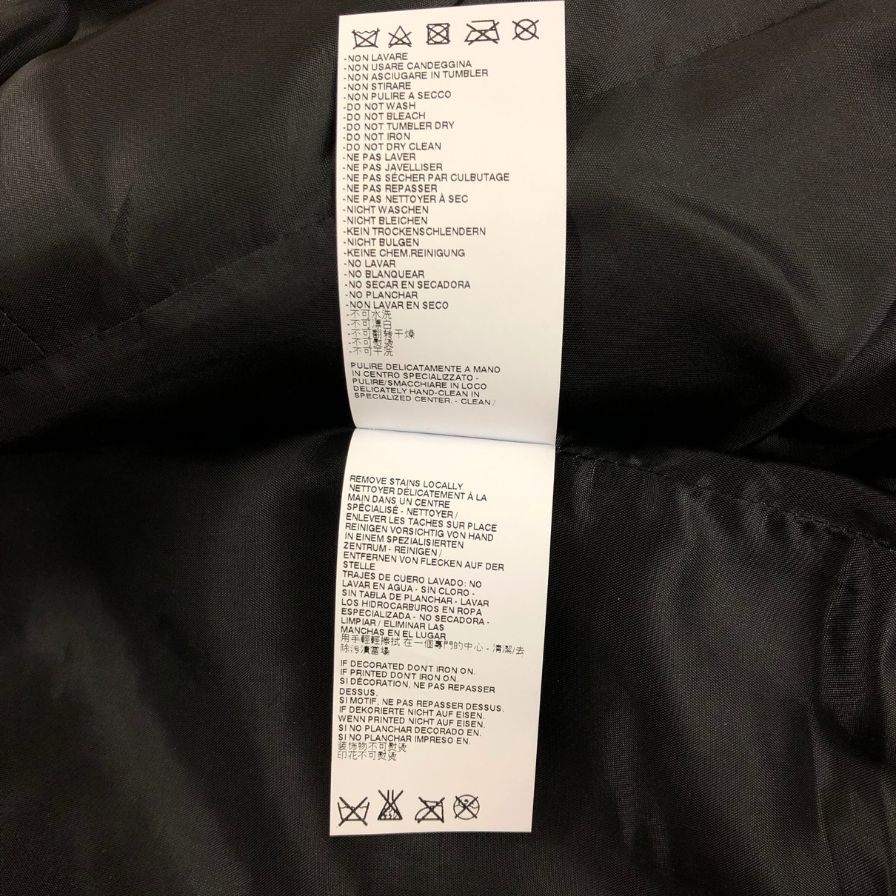 -NON LAVARE
-NON USARE CANDEGGINA
-NON ASCIUGARE IN TUMBLER
-NON STIRARE
-NON PULIRE A SECCO
-DO NOT WASH
-DO NOT BLEACH
-DO NOT TUMBLER DRY
-DO NOT IRON
-DO NOT DRY CLEAN
-NE PAS LAVER
-NE PAS JAVELLISER
-NE PAS SÉCHER PAR CULBUTAGE
-NE PAS REPASSER
-NE PAS NETTOYER À SEC
-NICHT WASCHEN
-NICHT BLEICHEN
-KEIN TROCKENSCHLENDERN
-NICHT BULGEN
-KEINE CHEM.REINIGUNG
-NO LAVAR
-NO BLANQUEAR
-NO SECAR EN SECADORA
-NO PLANCHAR
-NON LAVAR EN SECO
-不可水洗
-不可漂白
-不可翻转干燥
-不可熨烫
-不可干洗
PULIRE DELICATAMENTE A MANO
IN CENTRO SPECIALIZZATO -
PULIRE/SMACCHIARE IN LOCO
DELICATELY HAND-CLEAN IN
SPECIALIZED CENTER. - CLEAN /
REMOVE STAINS LOCALLY
NETTOYER DÉLICATEMENT À LA
MAIN DANS UN CENTRE
SPÉCIALISÉ - NETTOYER /
ENLEVER LES TACHES SUR PLACE
REINIGEN VORSICHTIG VON HAND
IN EINEM SPEZIALISIERTEN
ZENTRUM - REINIGEN /
ENTFERNEN VON FLECKEN AUF DER
STELLE
TRAJES DE CUERO LAVADO: NO
LAVAR EN AGUA - SIN CLORO -
SIN TABLA DE PLANCHAR - LAVAR
LOS HIDROCARBUROS EN ROPA
ESPECIALIZADA - NO SECADORA -
LIMPIAR / ELIMINAR LAS
MANCHAS EN EL LUGAR
用手輕輕擦拭 在一個專門的中心 - 清潔/去
除污漬當場
IF DECORATED DON'T IRON ON.
IF PRINTED DON'T IRON ON.
SI DÉCORATION, NE PAS REPASSER
DESSUS.
SI MOTIF, NE PAS REPASSER DESSUS.
IF DEKORIERTE NICHT AUF EISEN.
WENN PRINTED NICHT AUF EISEN.
SI NO PLANCHAR DECORADO EN.
SI NO PLANCHAR IMPRESO EN.
装饰物不可熨烫
印花不可熨烫